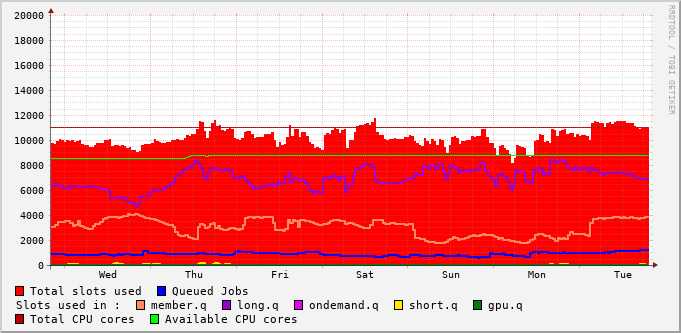 RRDTOOL / TOBI OETIKER
20000
18000
16000
14000
12000
10000
8000
6000
4000
2000
0
Wed Thu Fri Sat Sun Mon Tue
Total slots used Queued Jobs
Slots used in : member.q long.q ondemand.q short.q gpu.q
Total CPU cores Available CPU cores